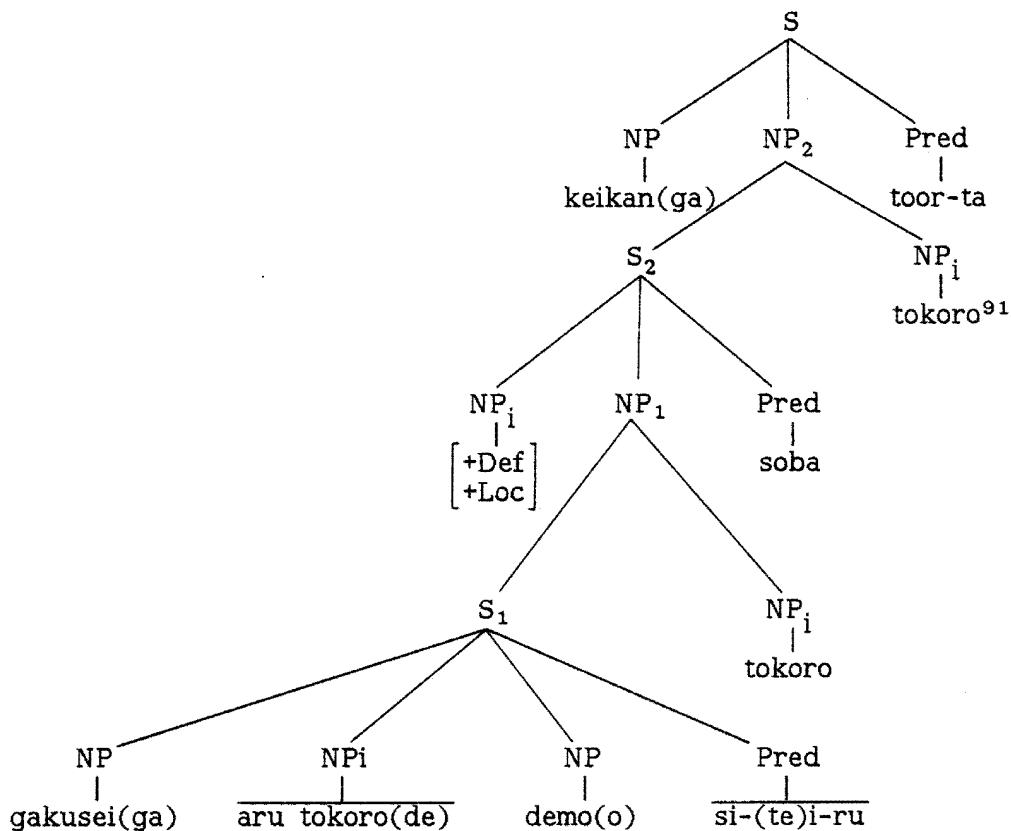 S
NP NP₂ Pred
keikan(ga) toor-ta
S₂ NPᵢ
tokoro⁹¹
NPᵢ NP₁ Pred
[+Def +Loc] soba
S₁ NPᵢ
tokoro
NP NPi NP Pred
gakusei(ga) aru tokoro(de) demo(o) si-(te)i-ru